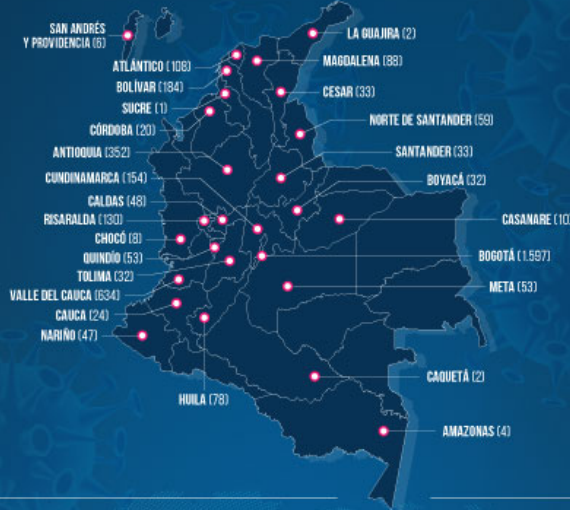 SAN ANDRÉS
Y PROVIDENCIA (6)
ATLÁNTICO (108)
BOLÍVAR (184)
SUCRE (1)
CÓRDOBA (20)
ANTIOQUIA (352)
CUNDINAMARCA (154)
CALDAS (48)
RISARALDA (130)
CHOCÓ (8)
QUINDÍO (53)
TOLIMA (32)
VALLE DEL CAUCA (634)
CAUCA (24)
NARIÑO (47)
HUILA (78)
LA GUAJIRA (2)
MAGDALENA (88)
CESAR (33)
NORTE DE SANTANDER (59)
SANTANDER (33)
BOYACÁ (32)
CASANARE (10
BOGOTÁ (1.597)
META (53)
CAQUETÁ (2)
AMAZONAS (4)